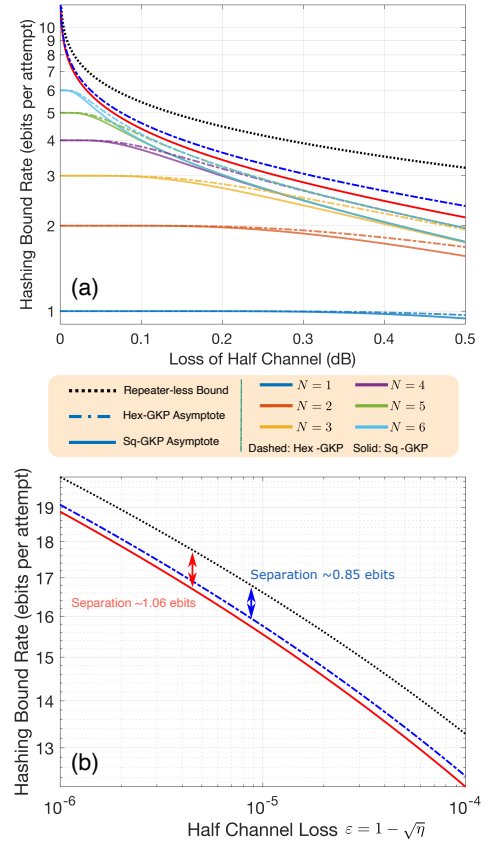 10
9
8
7
6
5
4
3
2
1
Hashing Bound Rate (ebits per attempt)
(a)
0 0.1 0.2 0.3 0.4 0.5
Loss of Half Channel (dB)
Repeater-less Bound
Hex-GKP Asymptote
Sq-GKP Asymptote
N = 1 N = 4
N = 2 N = 5
N = 3 N = 6
Dashed: Hex -GKP Solid: Sq -GKP
19
18
17
16
15
14
13
Hashing Bound Rate (ebits per attempt)
Separation ~0.85 ebits
Separation ~1.06 ebits
(b)
10⁻⁶ 10⁻⁵ 10⁻⁴
Half Channel Loss ε = 1 − √η